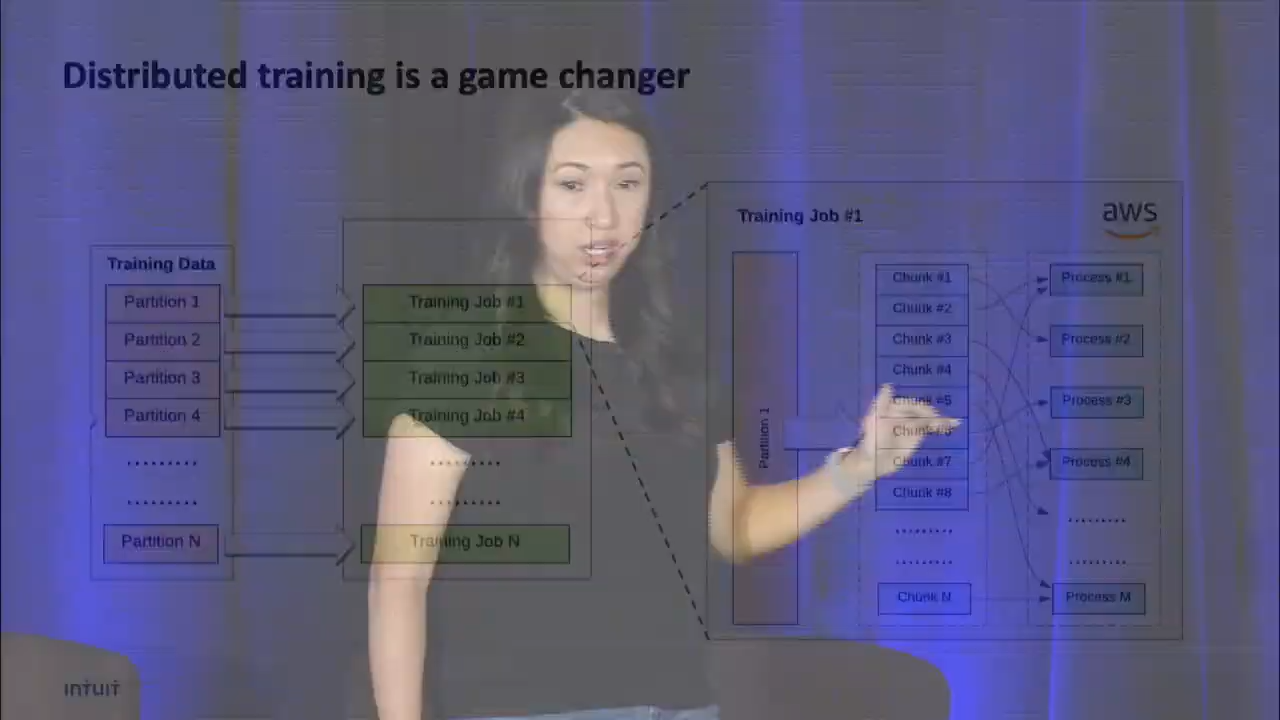 Distributed training is a game changer
Training Data
Partition 1
Partition 2
Partition 3
Partition 4
.........
.........
Partition N
Training Job #1
Training Job #2
Training Job #3
Training Job #4
.........
.........
Training Job N
Training Job #1
aws
Partition 1
Chunk #1
Chunk #2
Chunk #3
Chunk #4
Chunk #5
Chunk #6
Chunk #7
Chunk #8
.........
.........
Chunk N
Process #1
Process #2
Process #3
Process #4
.........
.........
Process M
INTUIT